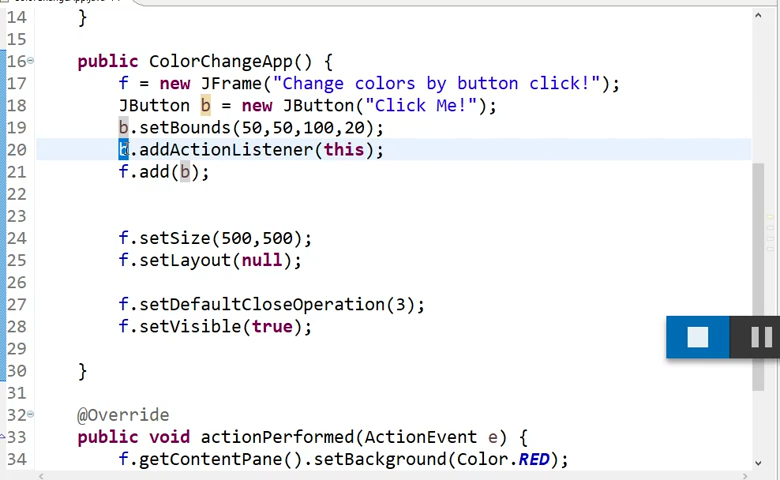 14 }
16 public ColorChangeApp() {
17 f = new JFrame("Change colors by button click!");
18 JButton b = new JButton("Click Me!");
19 b.setBounds(50,50,100,20);
20 b.addActionListener(this);
21 f.add(b);
22
23
24 f.setSize(500,500);
25 f.setLayout(null);
26
27 f.setDefaultCloseOperation(3);
28 f.setVisible(true);
29
30 }
31
32 @Override
33 public void actionPerformed(ActionEvent e) {
34 f.getContentPane().setBackground(Color.RED);